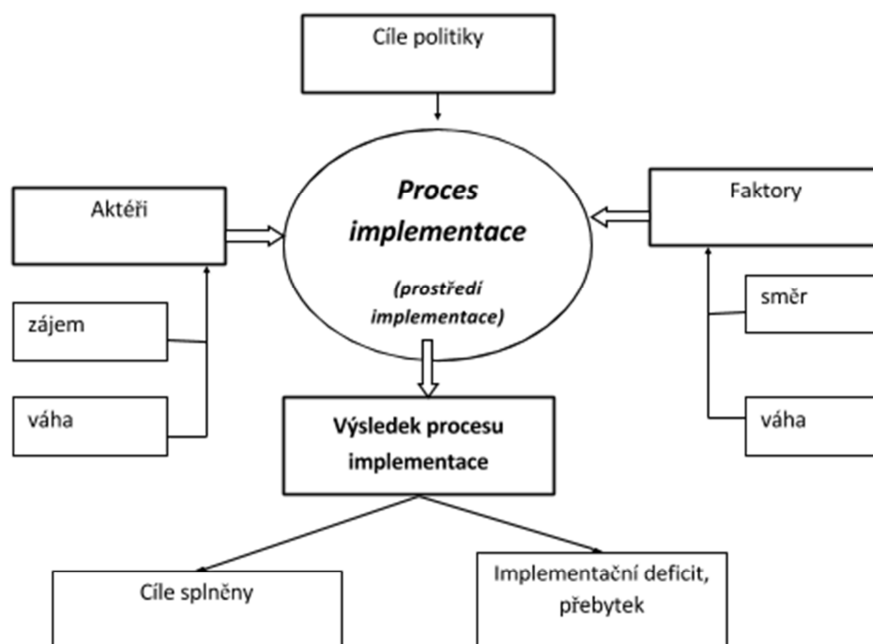 Cíle politiky
Proces
implementace
(prostředí
implementace)
Aktéři
Faktory
zájem
váha
směr
váha
Výsledek procesu
implementace
Cíle splněny
Implementační deficit,
přebytek